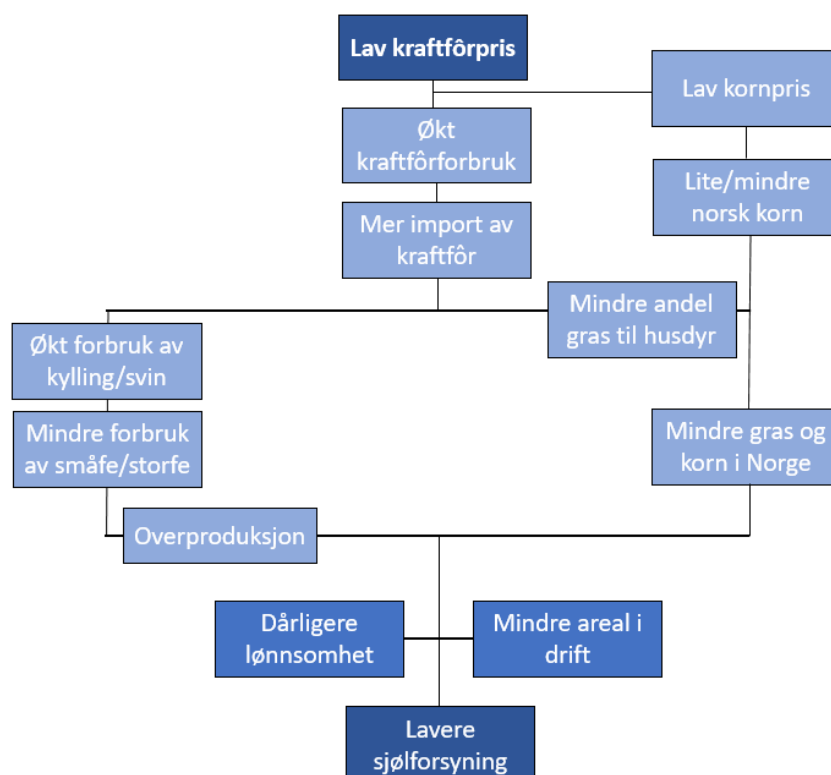 Lav kraftfôrpris
Lav kornpris
Økt
kraftfôrforbruk
Lite/mindre
norsk korn
Mer import av
kraftfôr
Mindre andel
gras til husdyr
Økt forbruk av
kylling/svin
Mindre forbruk
av småfe/storfe
Mindre gras og
korn i Norge
Overproduksjon
Dårligere
lønnsomhet
Mindre areal i
drift
Lavere
sjølforsyning